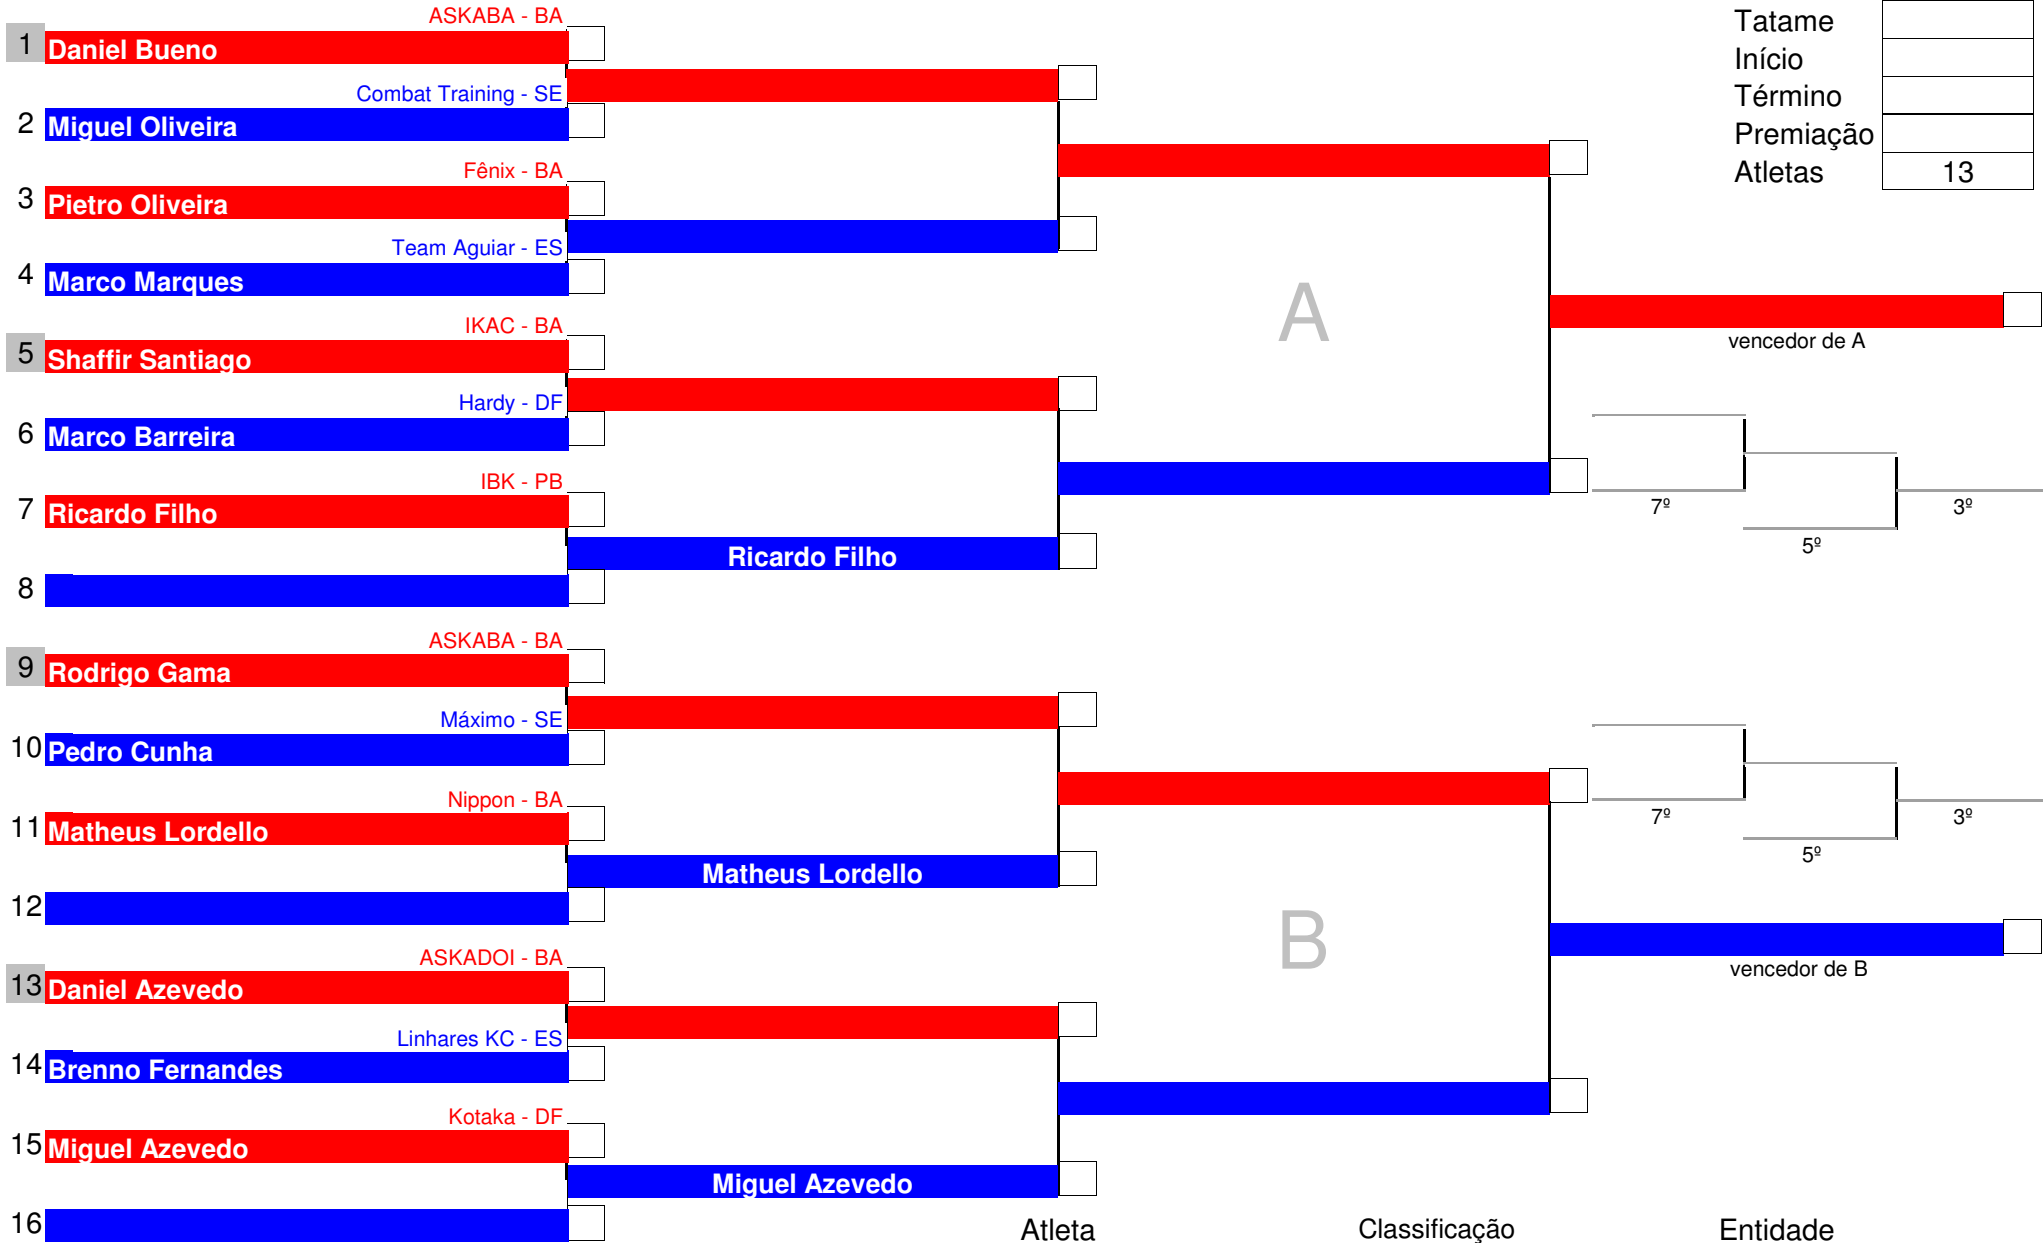 ASKABA - BA
1 Daniel Bueno
Combat Training - SE
2 Miguel Oliveira
Fênix - BA
3 Pietro Oliveira
Team Aguiar - ES
4 Marco Marques
IKAC - BA
5 Shaffir Santiago
Hardy - DF
6 Marco Barreira
IBK - PB
7 Ricardo Filho
Ricardo Filho
8
ASKABA - BA
9 Rodrigo Gama
Máximo - SE
10 Pedro Cunha
Nippon - BA
11 Matheus Lordello
Matheus Lordello
12
ASKADOI - BA
13 Daniel Azevedo
Linhares KC - ES
14 Brenno Fernandes
Kotaka - DF
15 Miguel Azevedo
Miguel Azevedo
16
A
B
Tatame
Início
Término
Premiação
Atletas 13
vencedor de A
7º
3º
5º
7º
3º
5º
vencedor de B
Atleta Classificação Entidade